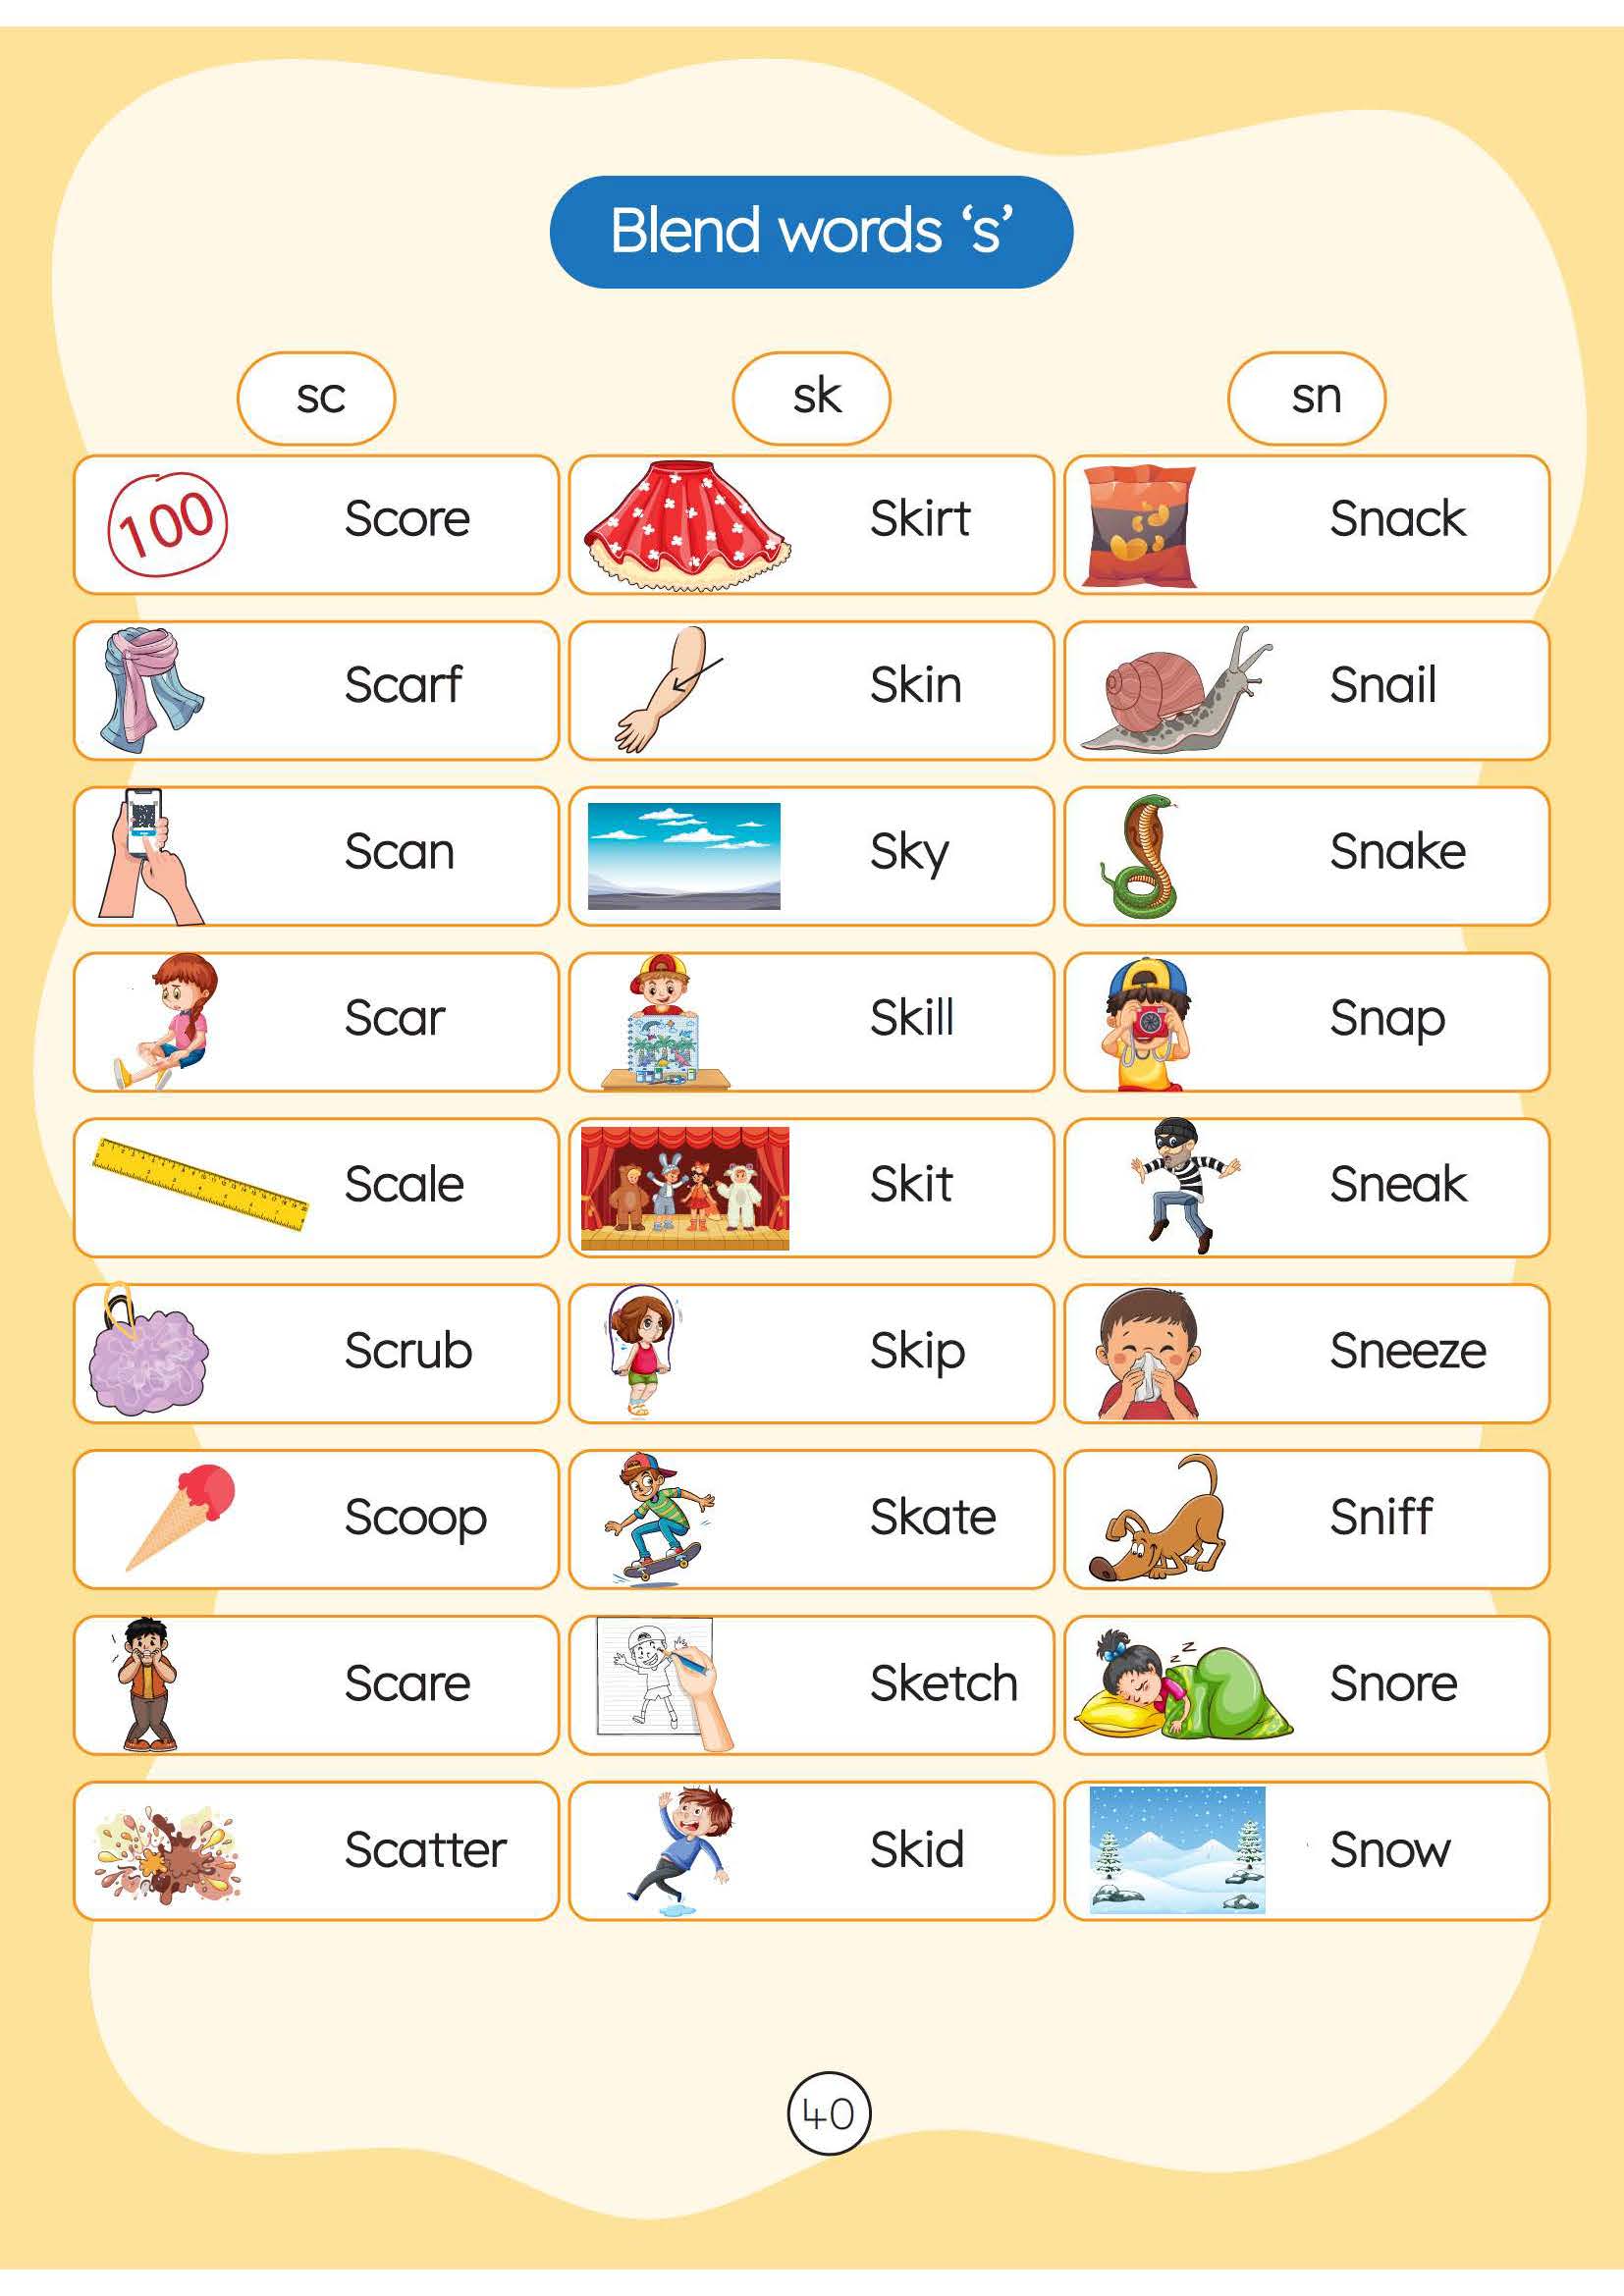 Blend words ‘s’
sc sk sn
100 Score Skirt Snack
Scarf Skin Snail
Scan Sky Snake
Scar Skill Snap
Scale Skit Sneak
Scrub Skip Sneeze
Scoop Skate Sniff
Scare Sketch z z Snore
Scatter Skid Snow
40